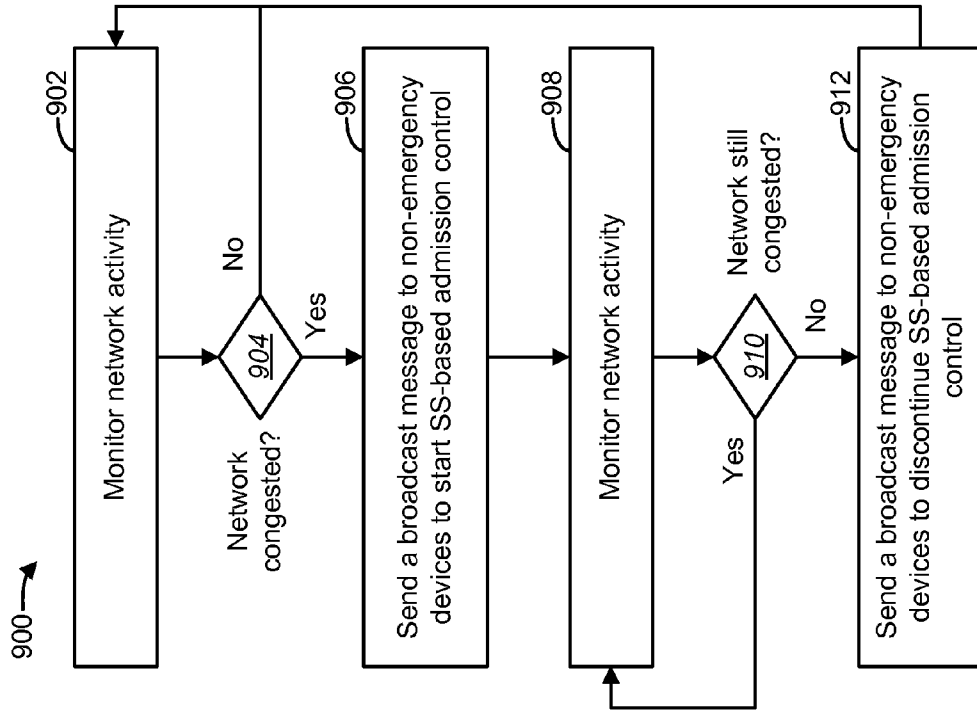 900
902
Monitor network activity
904
Network
congested?
No
Yes
906
Send a broadcast message to non-emergency
devices to start SS-based admission control
908
Monitor network activity
910
Network still
congested?
Yes
No
912
Send a broadcast message to non-emergency
devices to discontinue SS-based admission
control